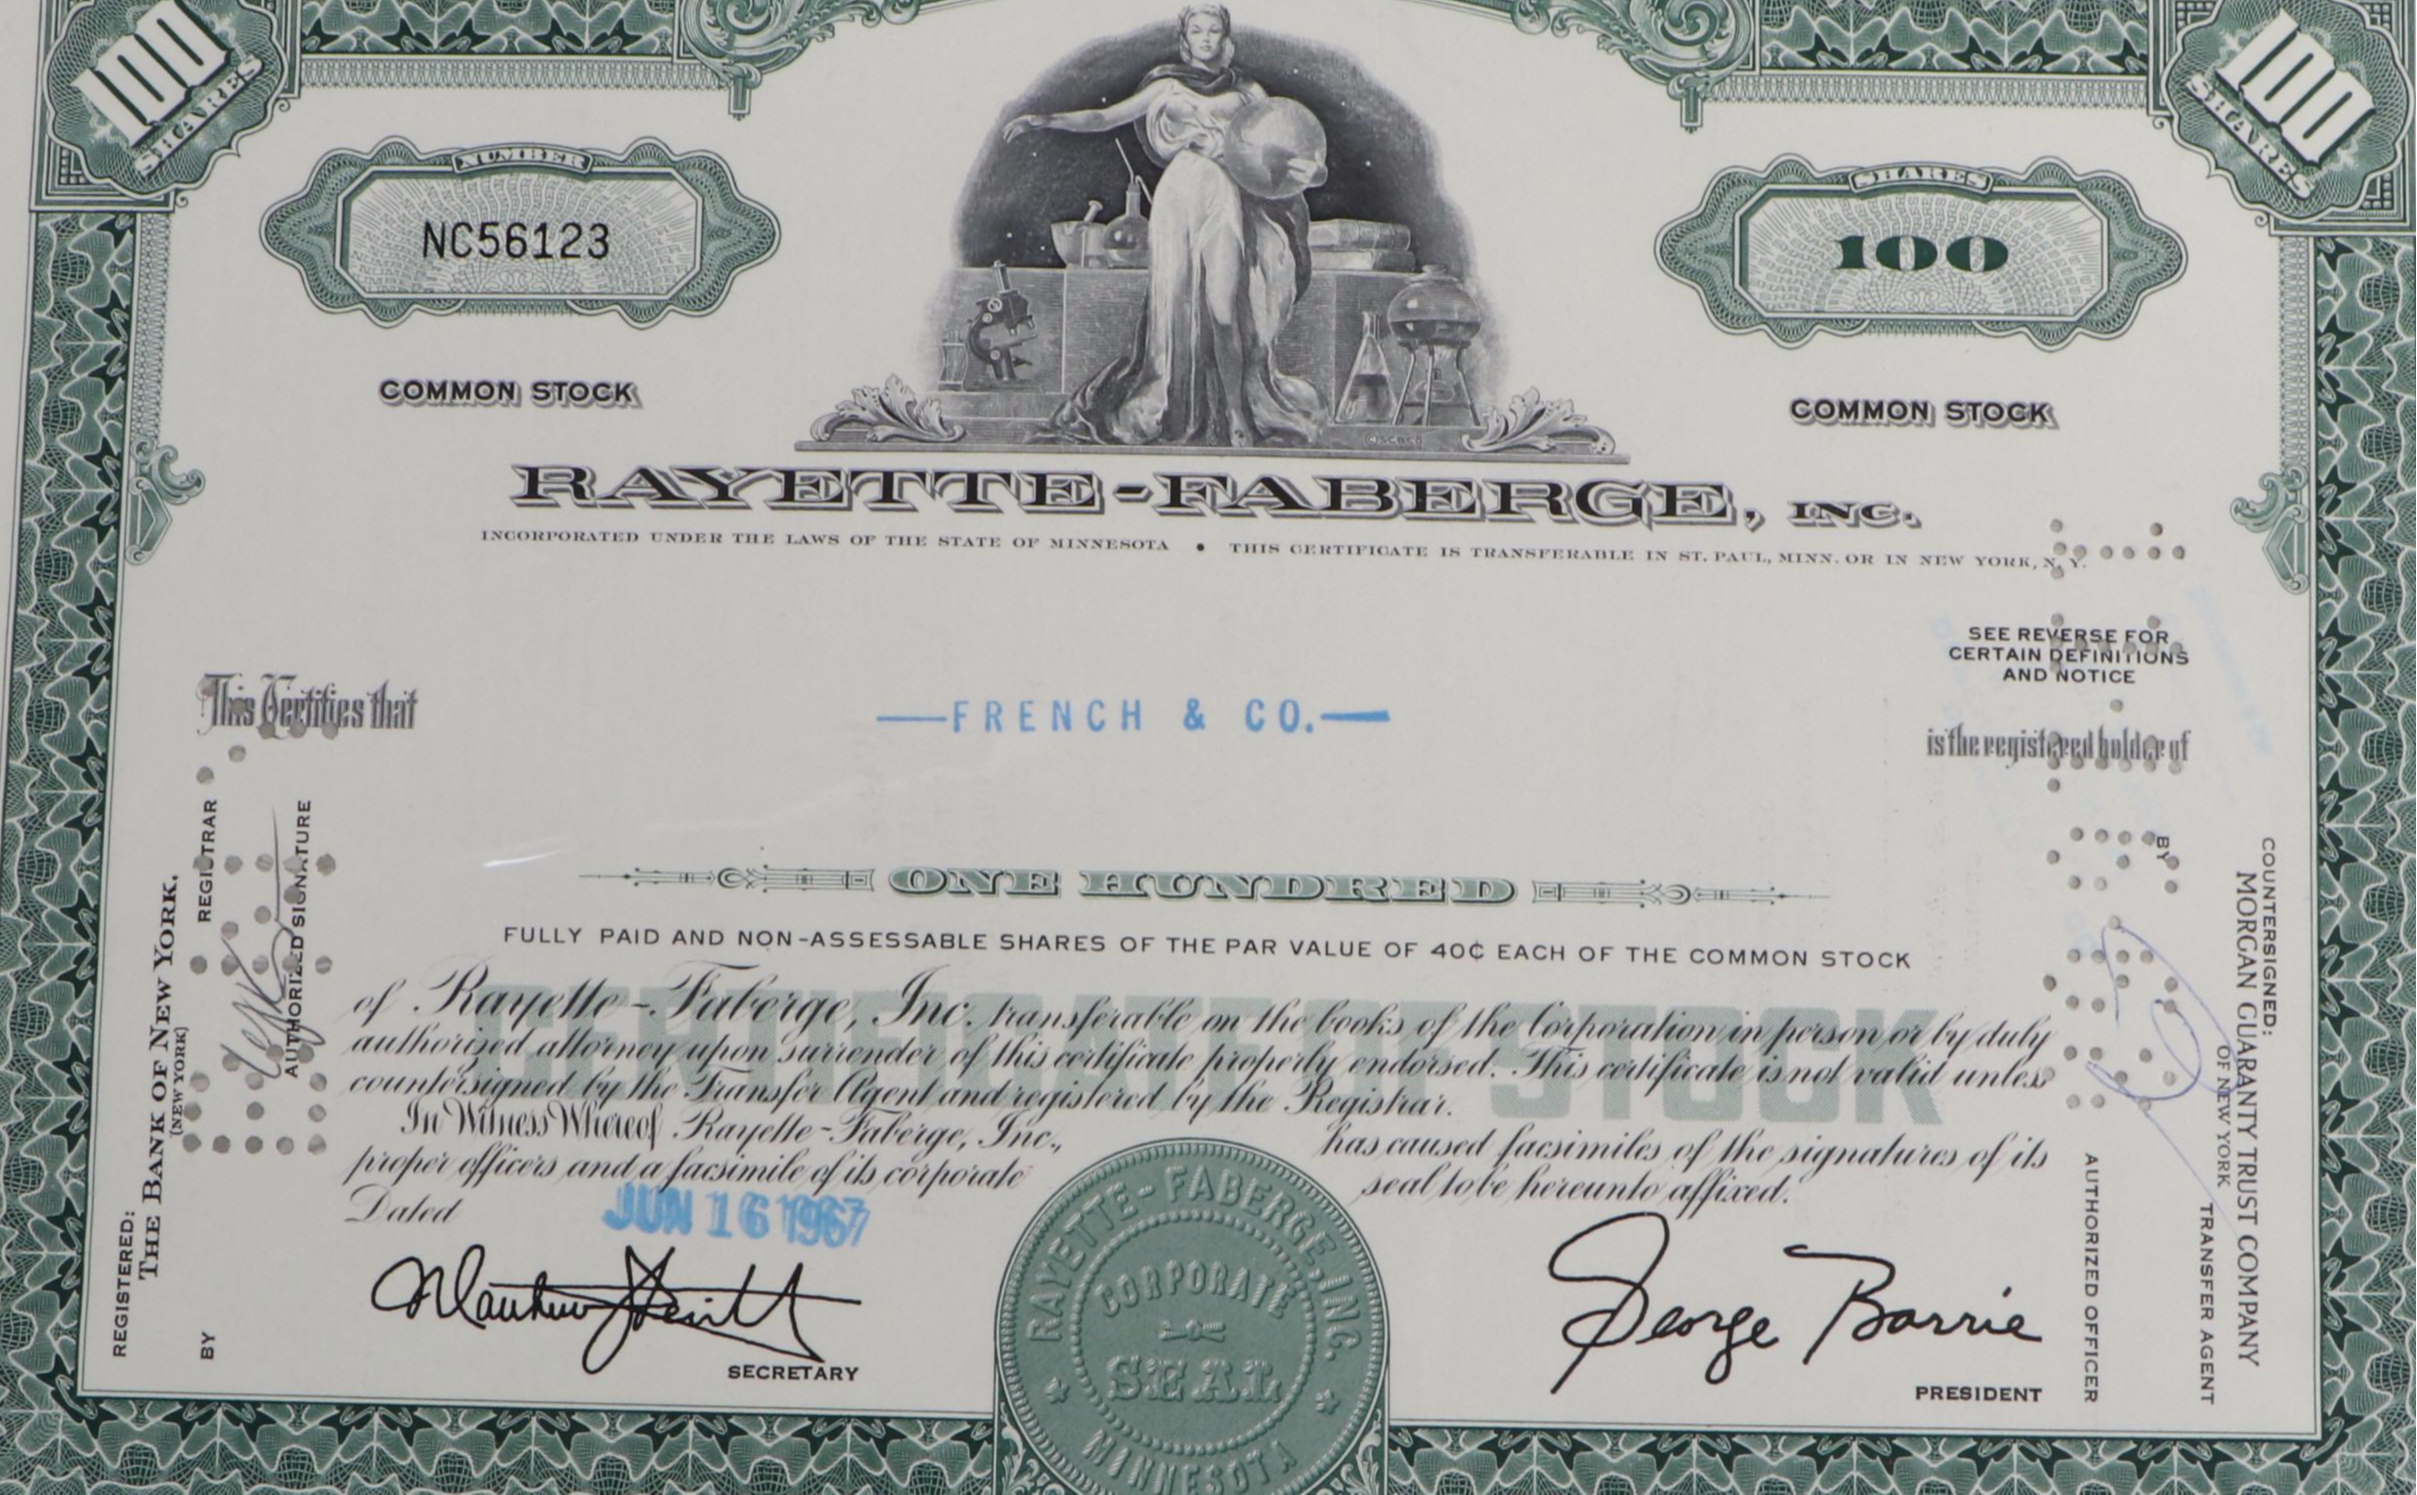 100 SHARES
100 SHARES
NUMBER
NC56123
SHARES
100
COMMON STOCK
COMMON STOCK
RAYETTE-FABERGE, INC.
INCORPORATED UNDER THE LAWS OF THE STATE OF MINNESOTA • THIS CERTIFICATE IS TRANSFERABLE IN ST. PAUL, MINN. OR IN NEW YORK, N. Y.
SEE REVERSE FOR
CERTAIN DEFINITIONS
AND NOTICE
This Certifies that
—FRENCH & CO.—
is the registered holder of
ONE HUNDRED
FULLY PAID AND NON-ASSESSABLE SHARES OF THE PAR VALUE OF 40¢ EACH OF THE COMMON STOCK
CERTIFICATE OF STOCK
of Rayette-Faberge, Inc. transferable on the books of the Corporation in person or by duly
authorized attorney upon surrender of this certificate properly endorsed. This certificate is not valid unless
countersigned by the Transfer Agent and registered by the Registrar.
In Witness Whereof Rayette-Faberge, Inc., has caused facsimiles of the signatures of its
proper officers and a facsimile of its corporate seal to be hereunto affixed.
Dated JUN 16 1967
SECRETARY
George Barrie
PRESIDENT
RAYETTE-FABERGE, INC.
CORPORATE
SEAL
MINNESOTA
REGISTERED:
THE BANK OF NEW YORK.
(NEW YORK)
REGISTRAR
BY
AUTHORIZED SIGNATURE
COUNTERSIGNED:
MORGAN GUARANTY TRUST COMPANY
OF NEW YORK
TRANSFER AGENT
BY
AUTHORIZED OFFICER